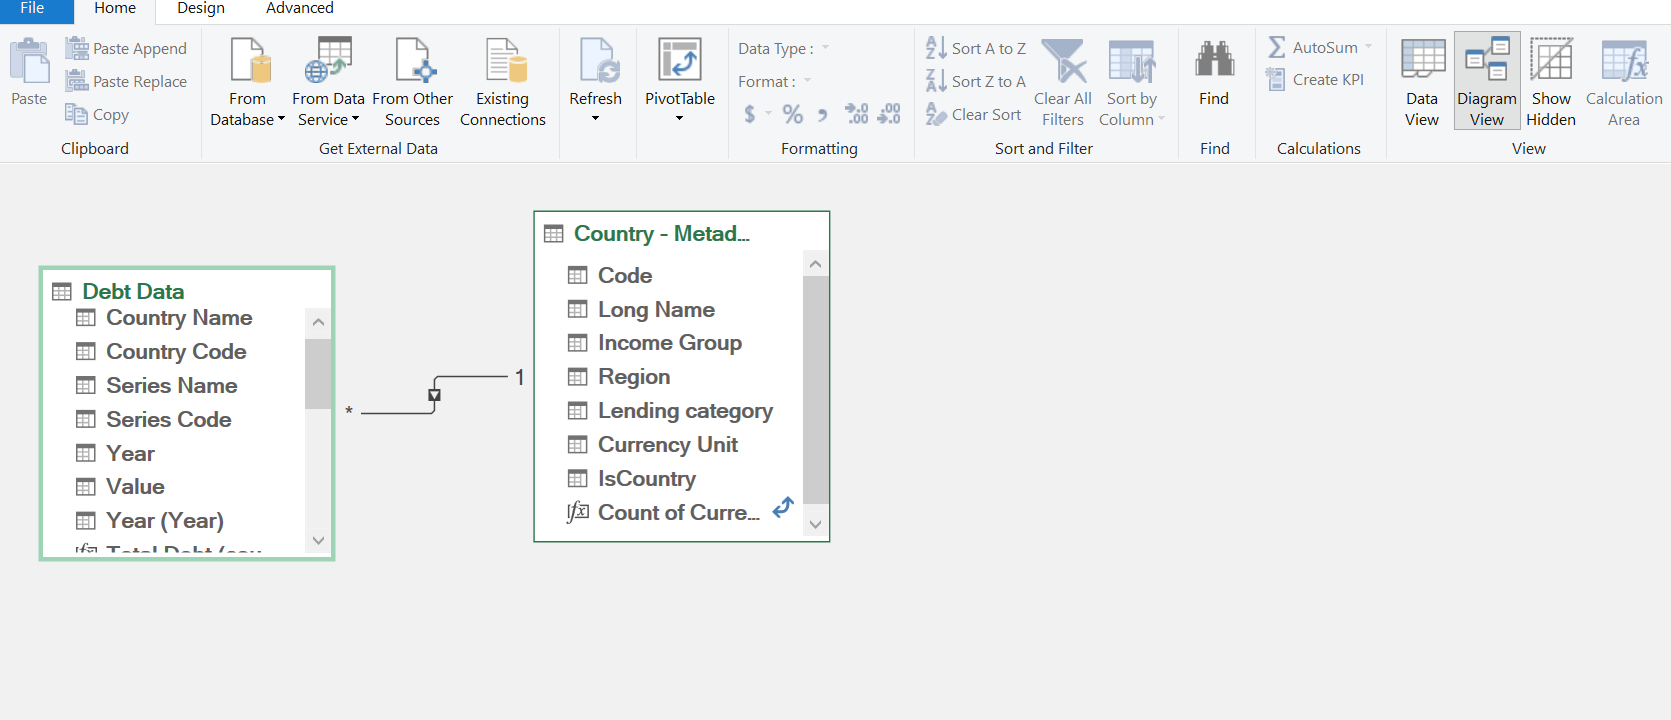 File Home Design Advanced
Paste
Paste Append
Paste Replace
Copy
Clipboard
From Database
From Data Service
From Other Sources
Existing Connections
Get External Data
Refresh
PivotTable
Data Type :
Format :
$ % , .0 .00 .00 .0
Formatting
Sort A to Z
Sort Z to A
Clear Sort
Clear All Filters
Sort by Column
Sort and Filter
Find
Find
AutoSum
Create KPI
Calculations
Data View
Diagram View
Show Hidden
Calculation Area
View
Debt Data
Country Name
Country Code
Series Name
Series Code
Year
Value
Year (Year)
*
1
Country - Metad...
Code
Long Name
Income Group
Region
Lending category
Currency Unit
IsCountry
Count of Curre...